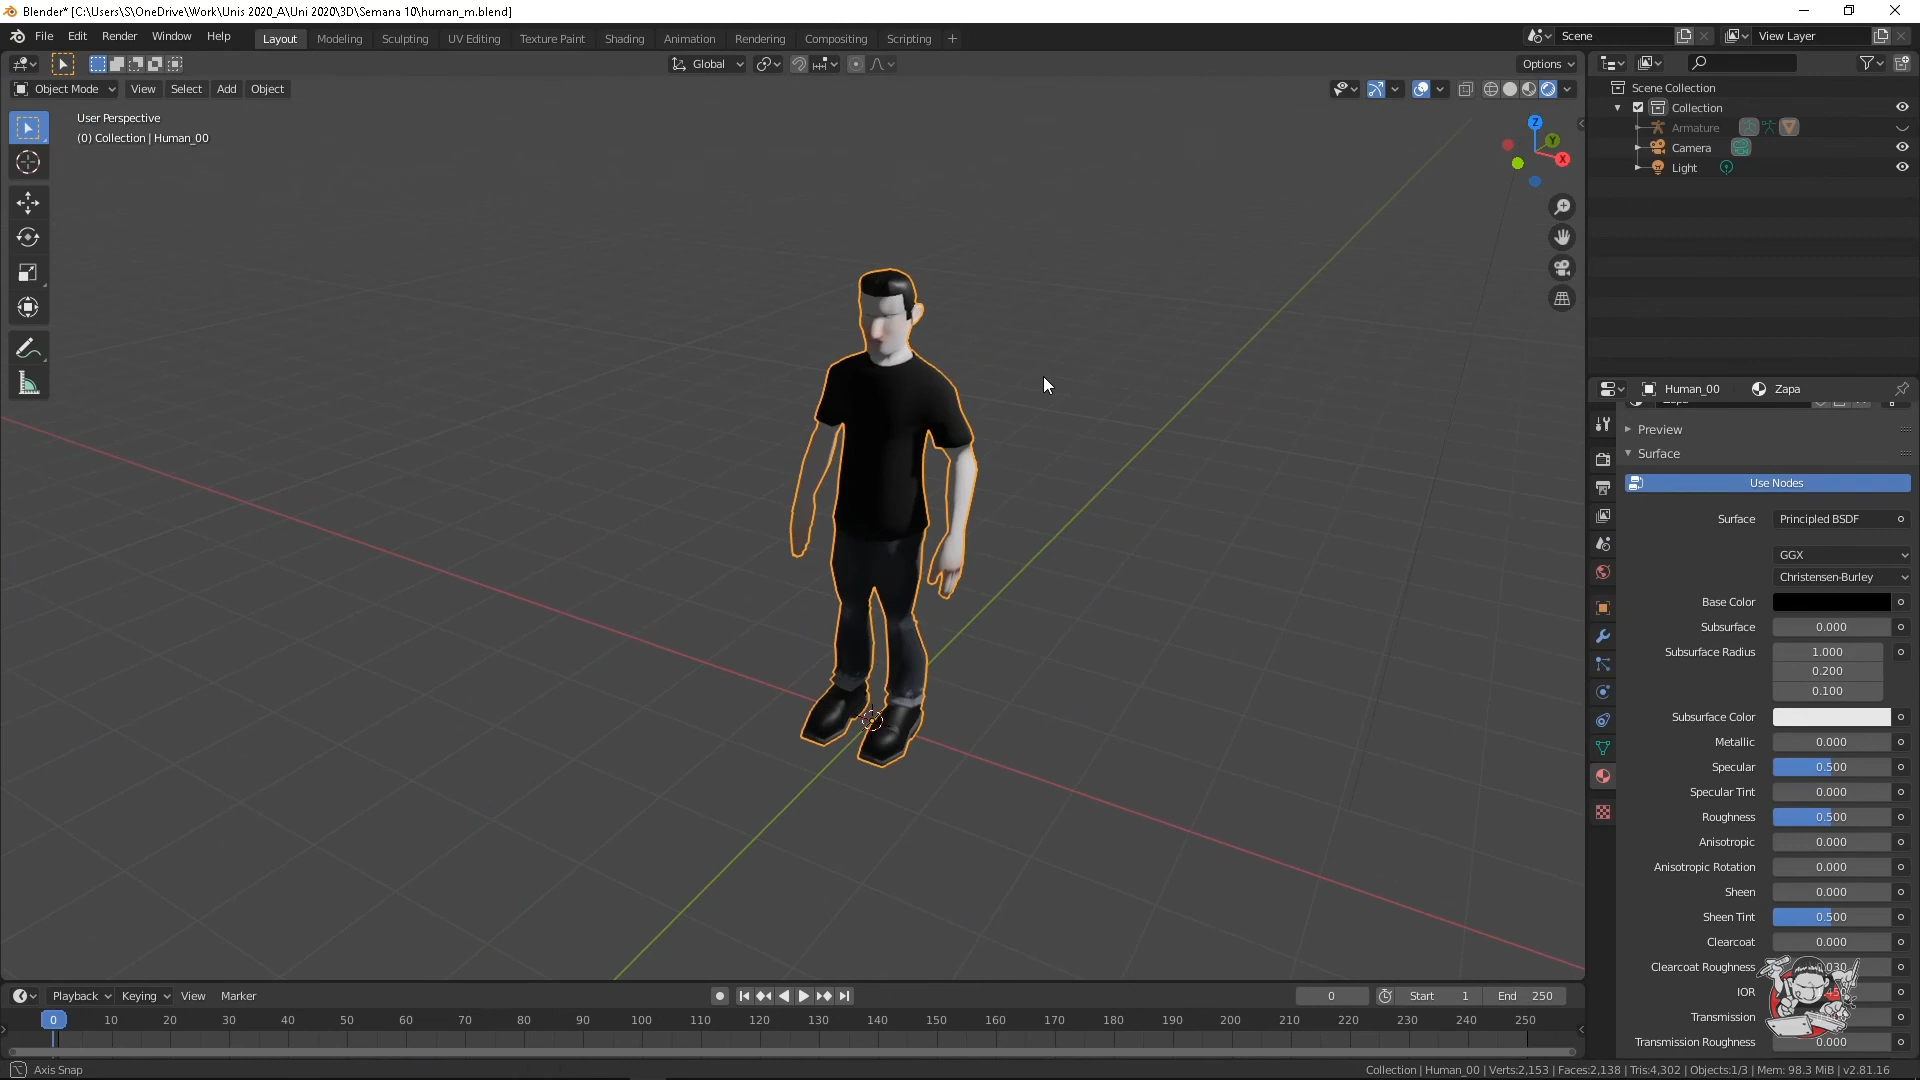 Blender* [C:\Users\S\OneDrive\Work\Unis 2020_A\Uni 2020\3D\Semana 10\human_m.blend]
File Edit Render Window Help Layout Modeling Sculpting UV Editing Texture Paint Shading Animation Rendering Compositing Scripting + Scene View Layer
Global Options
Object Mode View Select Add Object
User Perspective
(0) Collection | Human_00
Z
Y
X
Scene Collection
Collection
Armature
Camera
Light
Human_00 Zapa
Preview
Surface
Use Nodes
Surface Principled BSDF
GGX
Christensen-Burley
Base Color
Subsurface 0.000
Subsurface Radius 1.000
0.200
0.100
Subsurface Color
Metallic 0.000
Specular 0.500
Specular Tint 0.000
Roughness 0.500
Anisotropic 0.000
Anisotropic Rotation 0.000
Sheen 0.000
Sheen Tint 0.500
Clearcoat 0.000
Clearcoat Roughness
IOR
Transmission
Transmission Roughness 0.000
Playback Keying View Marker 0 Start 1 End 250
0 10 20 30 40 50 60 70 80 90 100 110 120 130 140 150 160 170 180 190 200 210 220 230 240 250
Axis Snap
Collection | Human_00 | Verts:2,153 | Faces:2,138 | Tris:4,302 | Objects:1/3 | Mem: 98.3 MiB | v2.81.16